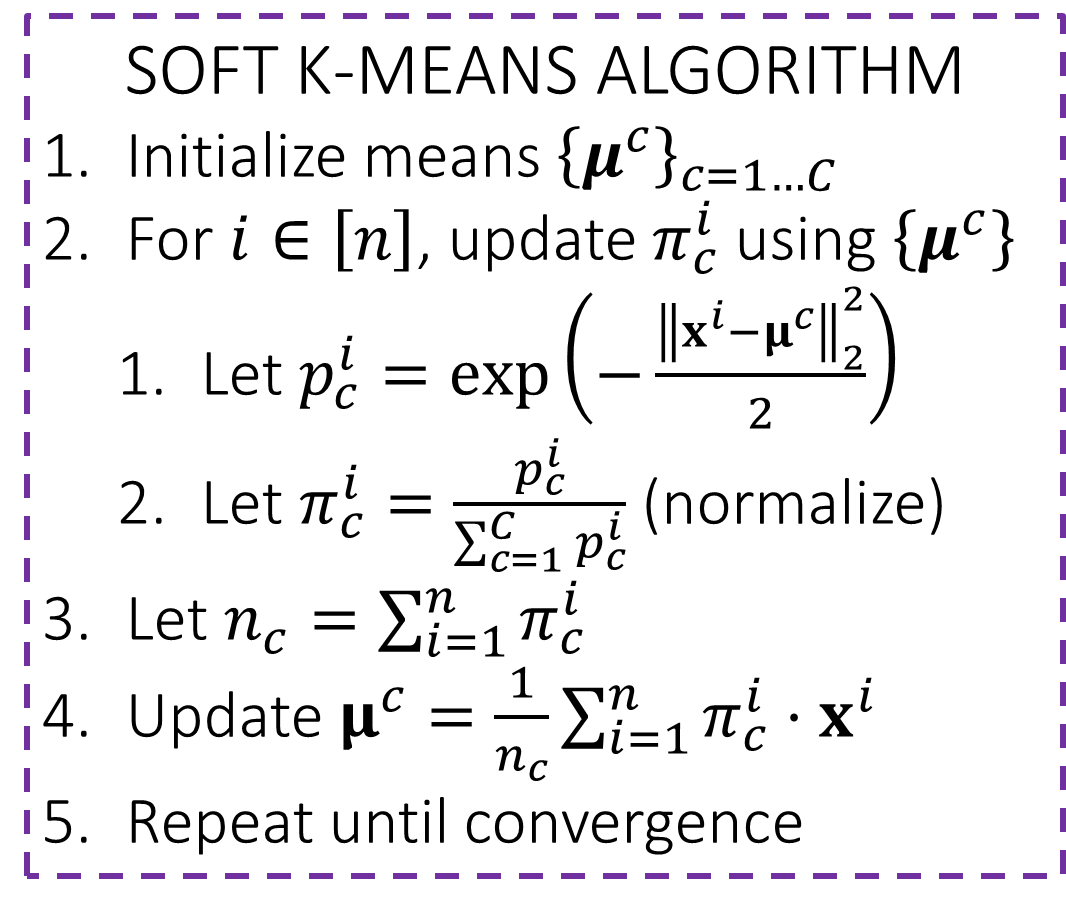 SOFT K-MEANS ALGORITHM
1. Initialize means {𝝁^c}_{c=1…C}
2. For i ∈ [n], update π_c^i using {𝝁^c}
1. Let p_c^i = exp(−‖𝐱^i−𝛍^c‖_2^2 / 2)
2. Let π_c^i = p_c^i / ∑_{c=1}^C p_c^i (normalize)
3. Let n_c = ∑_{i=1}^n π_c^i
4. Update 𝛍^c = 1/n_c ∑_{i=1}^n π_c^i · 𝐱^i
5. Repeat until convergence